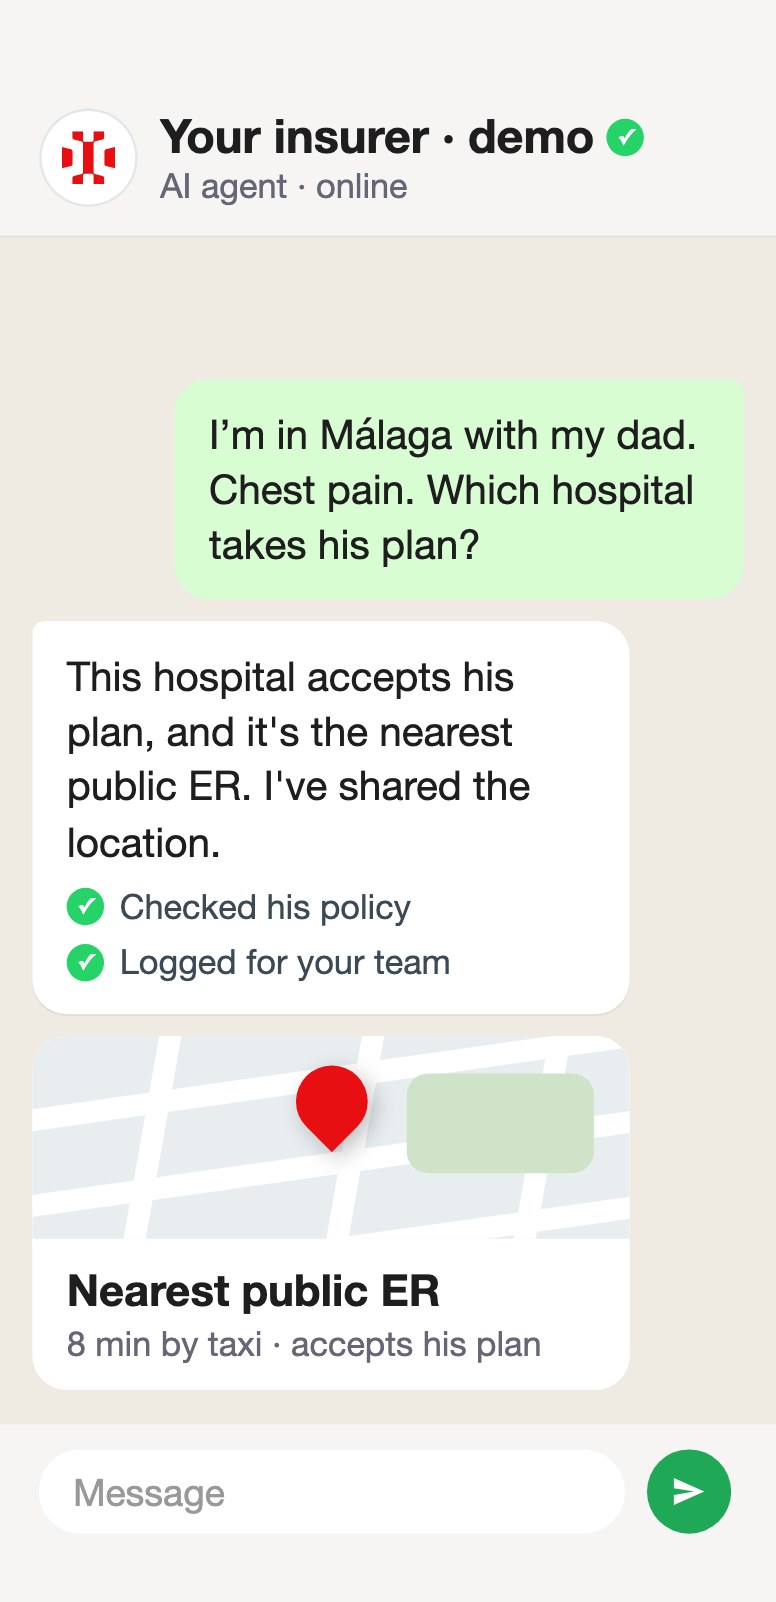 Your insurer · demo
AI agent · online
I’m in Málaga with my dad.
Chest pain. Which hospital
takes his plan?
This hospital accepts his
plan, and it's the nearest
public ER. I've shared the
location.
Checked his policy
Logged for your team
Nearest public ER
8 min by taxi · accepts his plan
Message